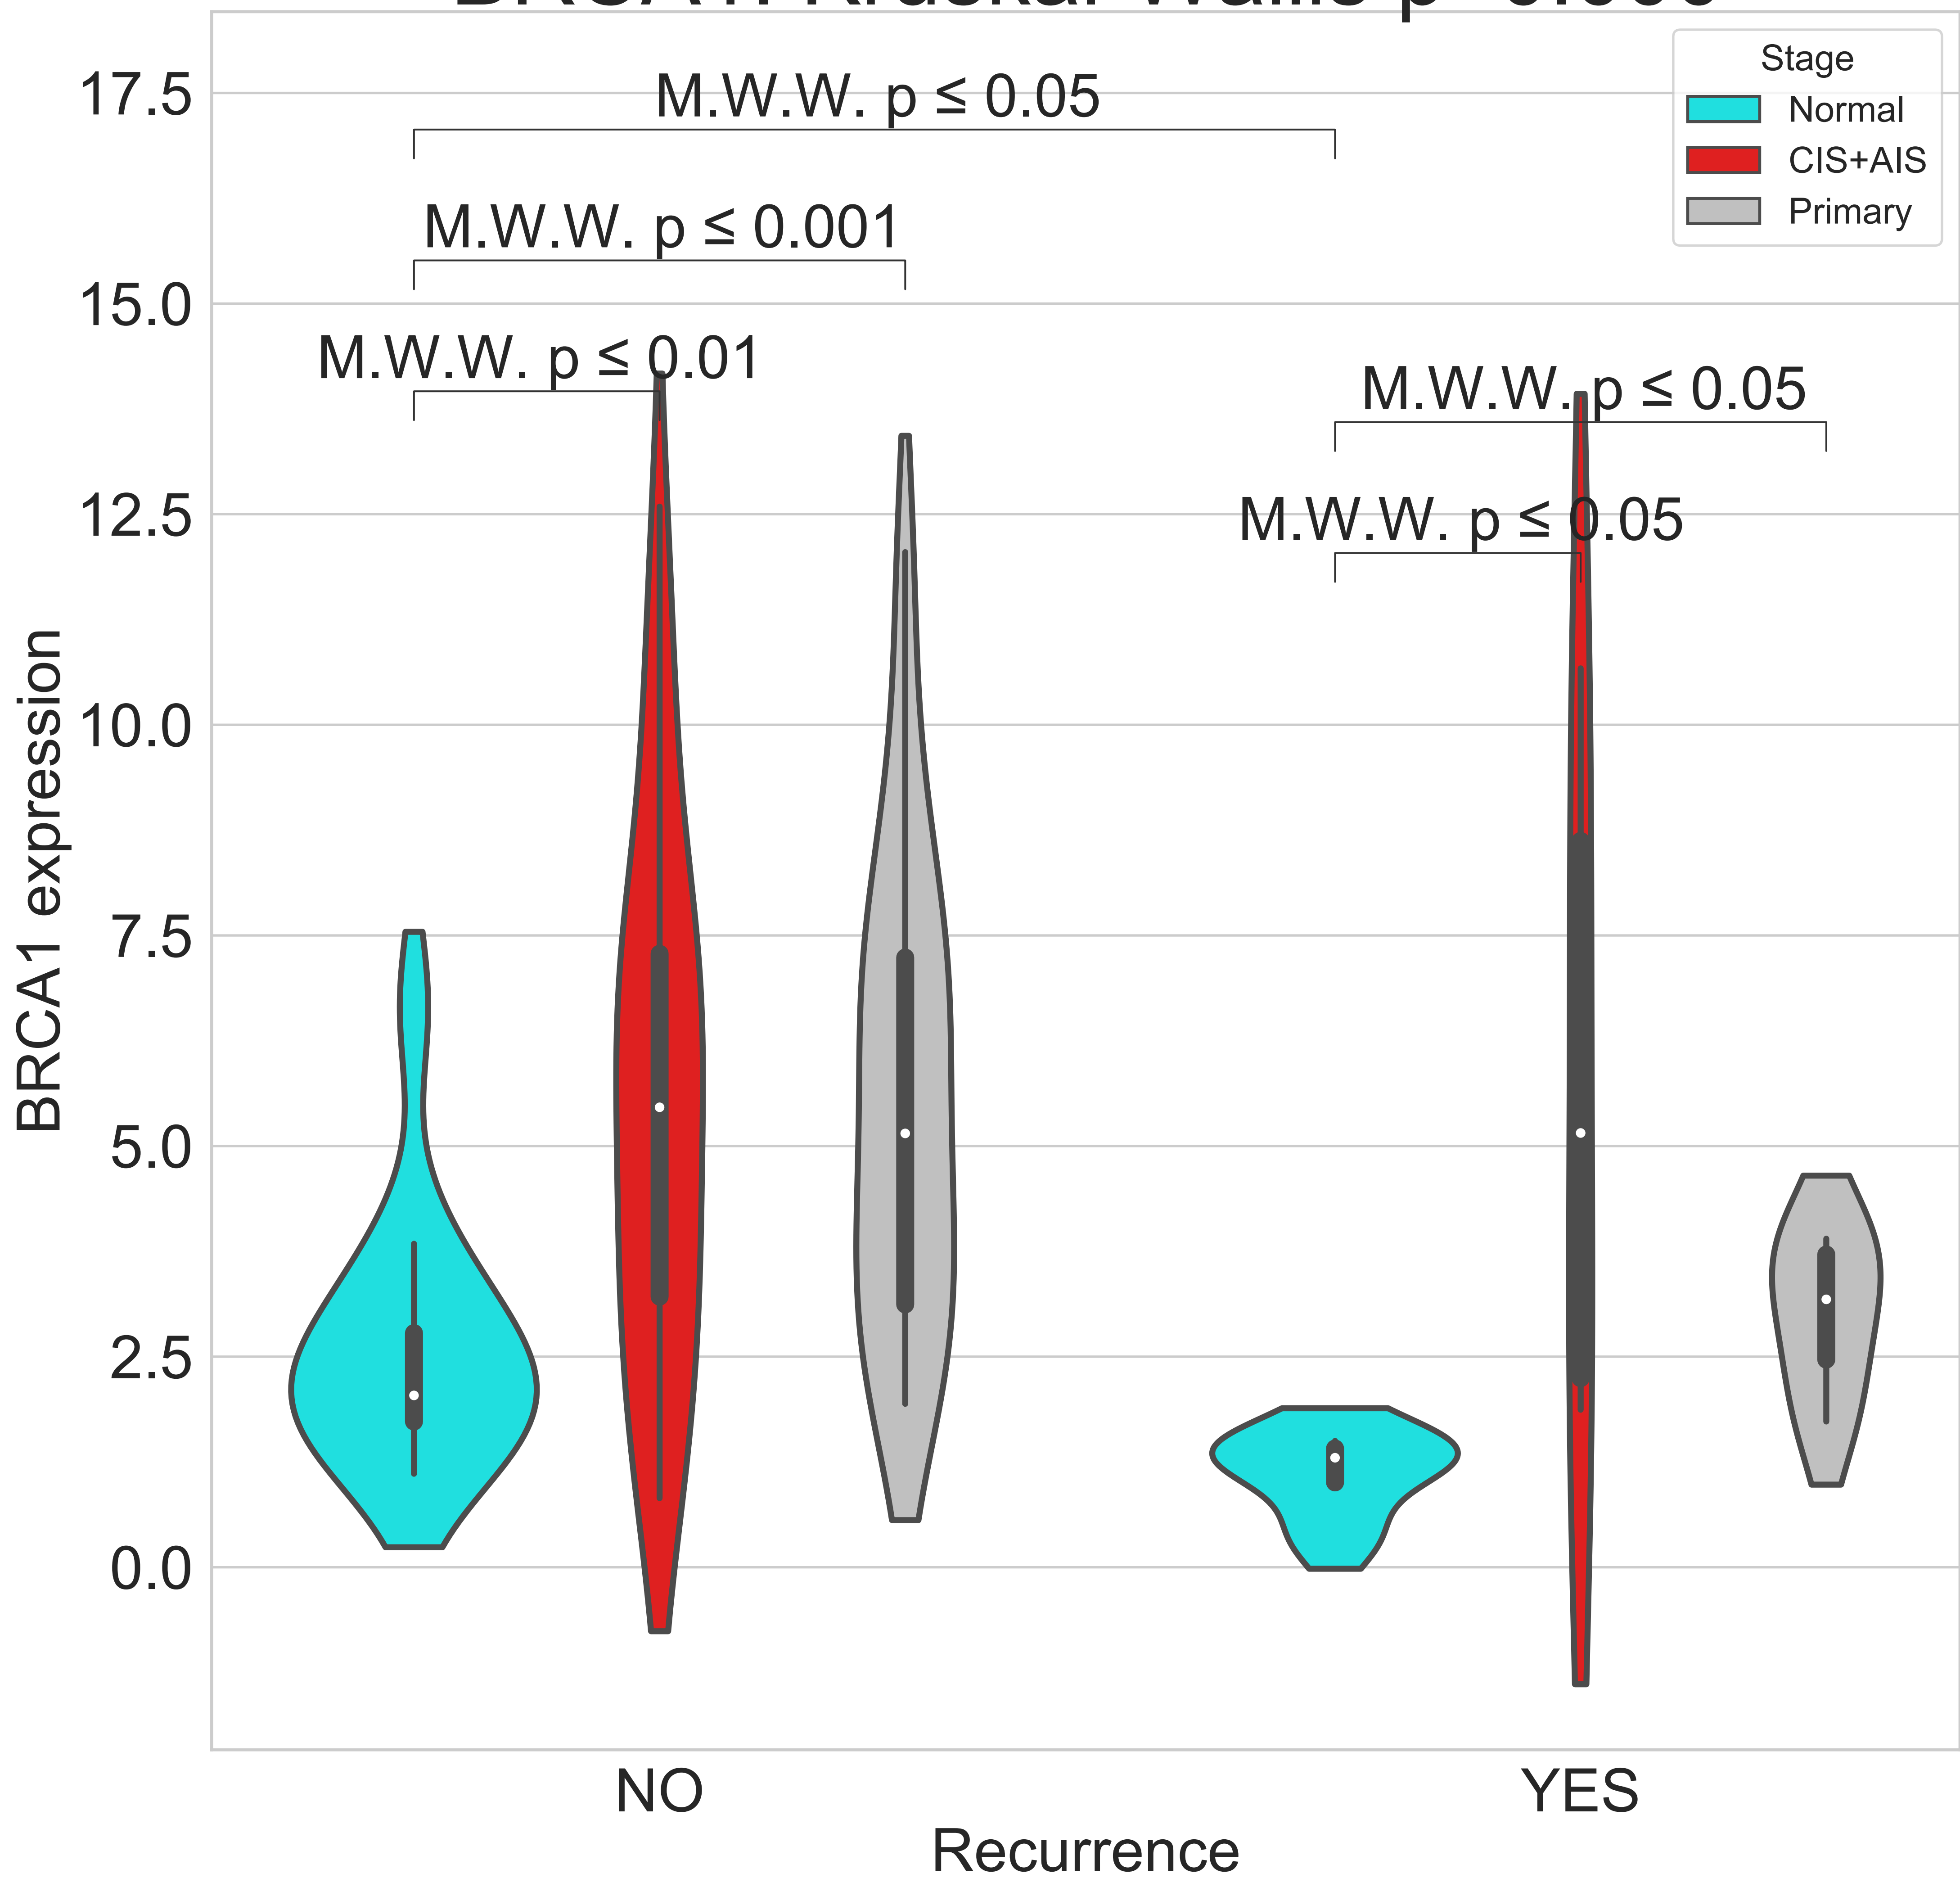 17.5
15.0
12.5
10.0
7.5
5.0
2.5
0.0
BRCA1 expression
M.W.W. p ≤ 0.05
M.W.W. p ≤ 0.001
M.W.W. p ≤ 0.01
M.W.W. p ≤ 0.05
M.W.W. p ≤ 0.05
Stage
Normal
CIS+AIS
Primary
NO
YES
Recurrence